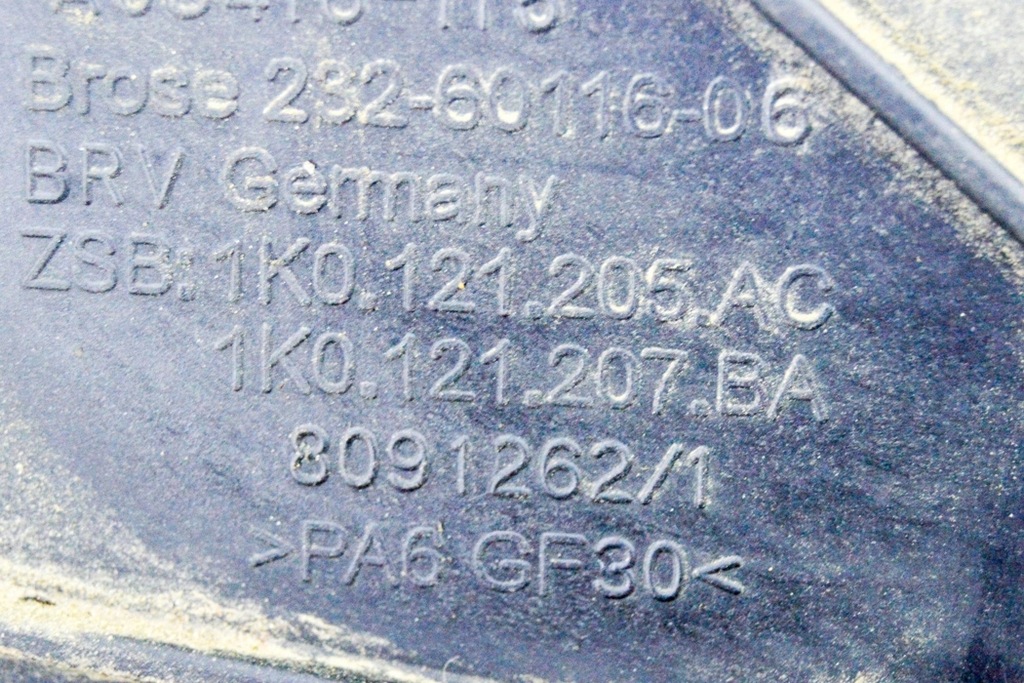 Brose 232-60116-06
BRV Germany
ZSB: 1K0.121.205.AC
1K0.121.207.BA
8091262/1
>PA6 GF30<